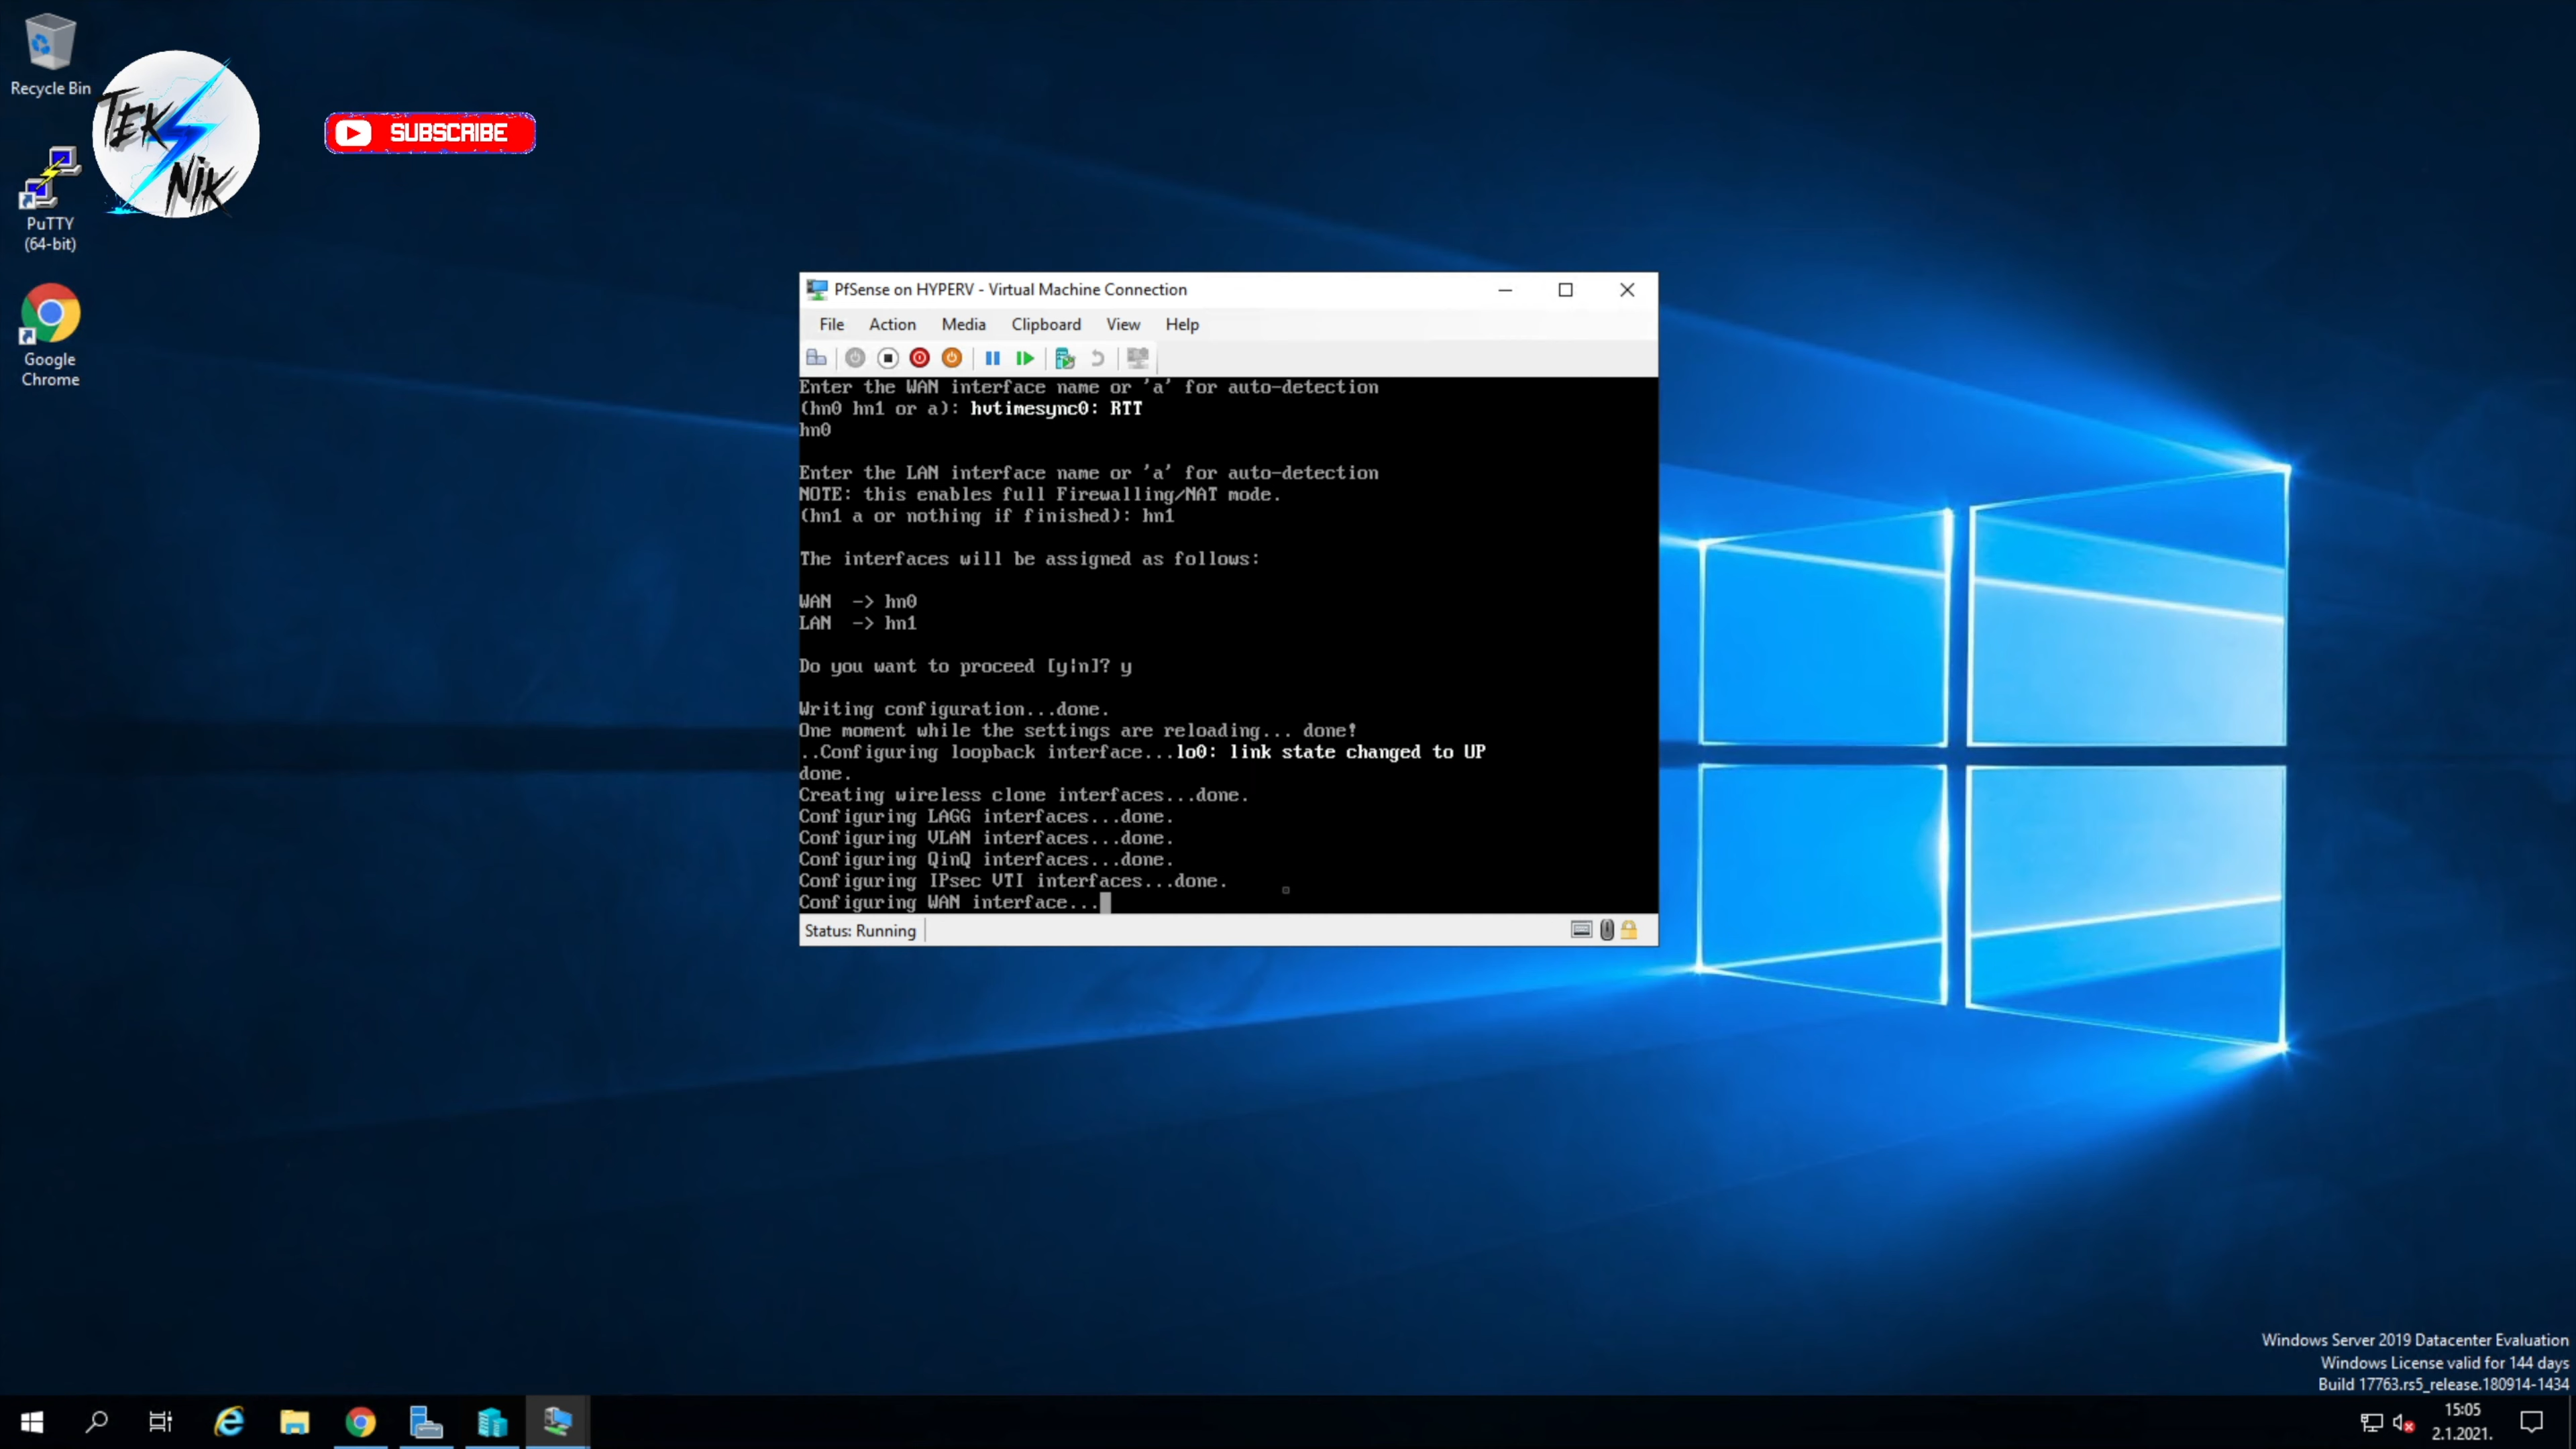 Recycle Bin
TEK
NIK
SUBSCRIBE
PuTTY
(64-bit)
Google
Chrome
PfSense on HYPERV - Virtual Machine Connection
File Action Media Clipboard View Help
Enter the WAN interface name or 'a' for auto-detection
(hn0 hn1 or a): hvtimesync0: RTT
hn0
Enter the LAN interface name or 'a' for auto-detection
NOTE: this enables full Firewalling/NAT mode.
(hn1 a or nothing if finished): hn1
The interfaces will be assigned as follows:
WAN -> hn0
LAN -> hn1
Do you want to proceed [y|n]? y
Writing configuration...done.
One moment while the settings are reloading... done!
..Configuring loopback interface...lo0: link state changed to UP
done.
Creating wireless clone interfaces...done.
Configuring LAGG interfaces...done.
Configuring VLAN interfaces...done.
Configuring QinQ interfaces...done.
Configuring IPsec VTI interfaces...done.
Configuring WAN interface...
Status: Running
Windows Server 2019 Datacenter Evaluation
Windows License valid for 144 days
Build 17763.rs5_release.180914-1434
15:05
2.1.2021.